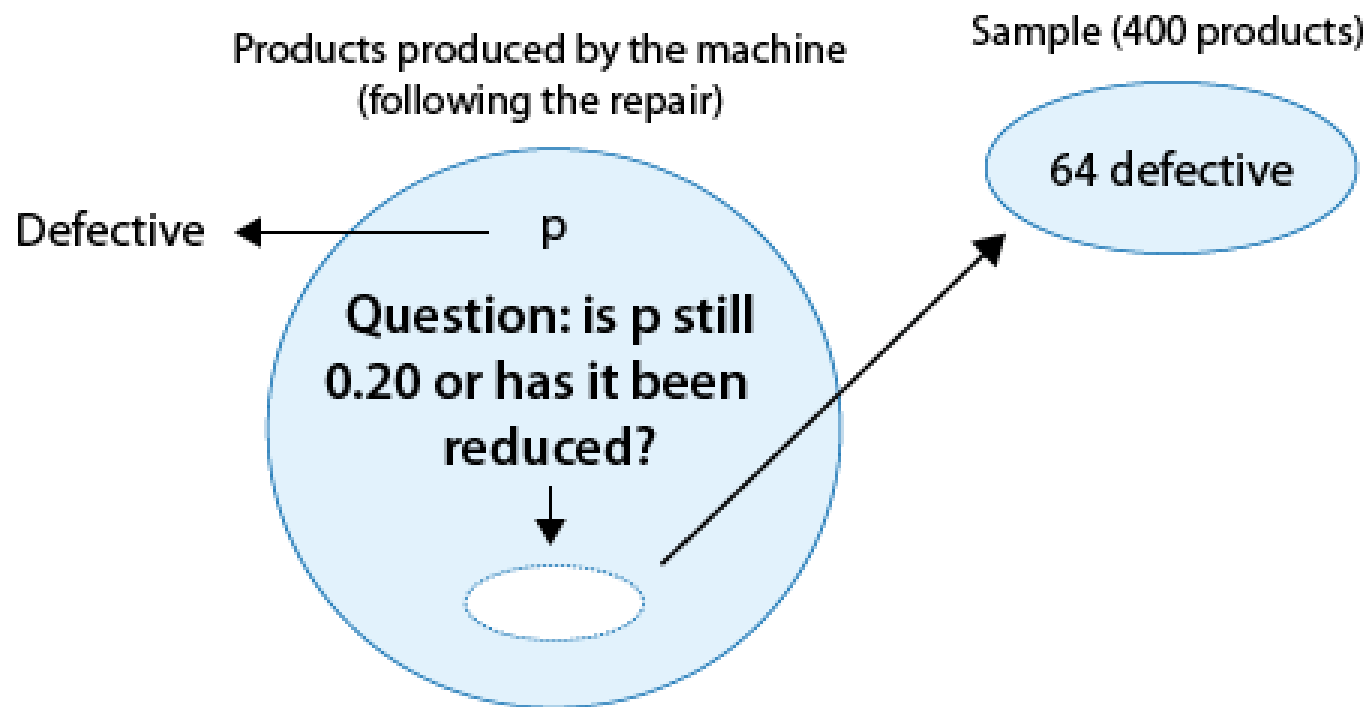 Products produced by the machine
(following the repair)
Sample (400 products)
64 defective
Defective
p
Question: is p still
0.20 or has it been
reduced?